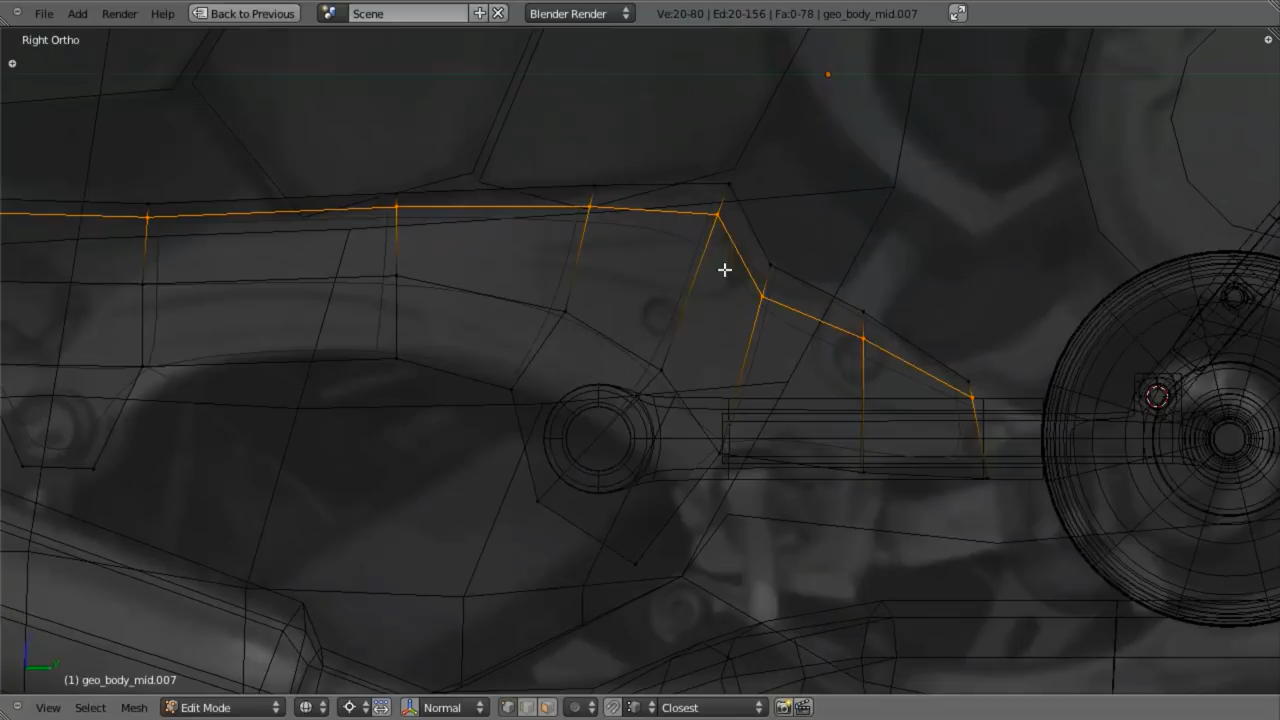 File Add Render Help Back to Previous Scene Blender Render Ve:20-80 | Ed:20-156 | Fa:0-78 | geo_body_mid.007
Right Ortho
(1) geo_body_mid.007
View Select Mesh Edit Mode Normal Closest